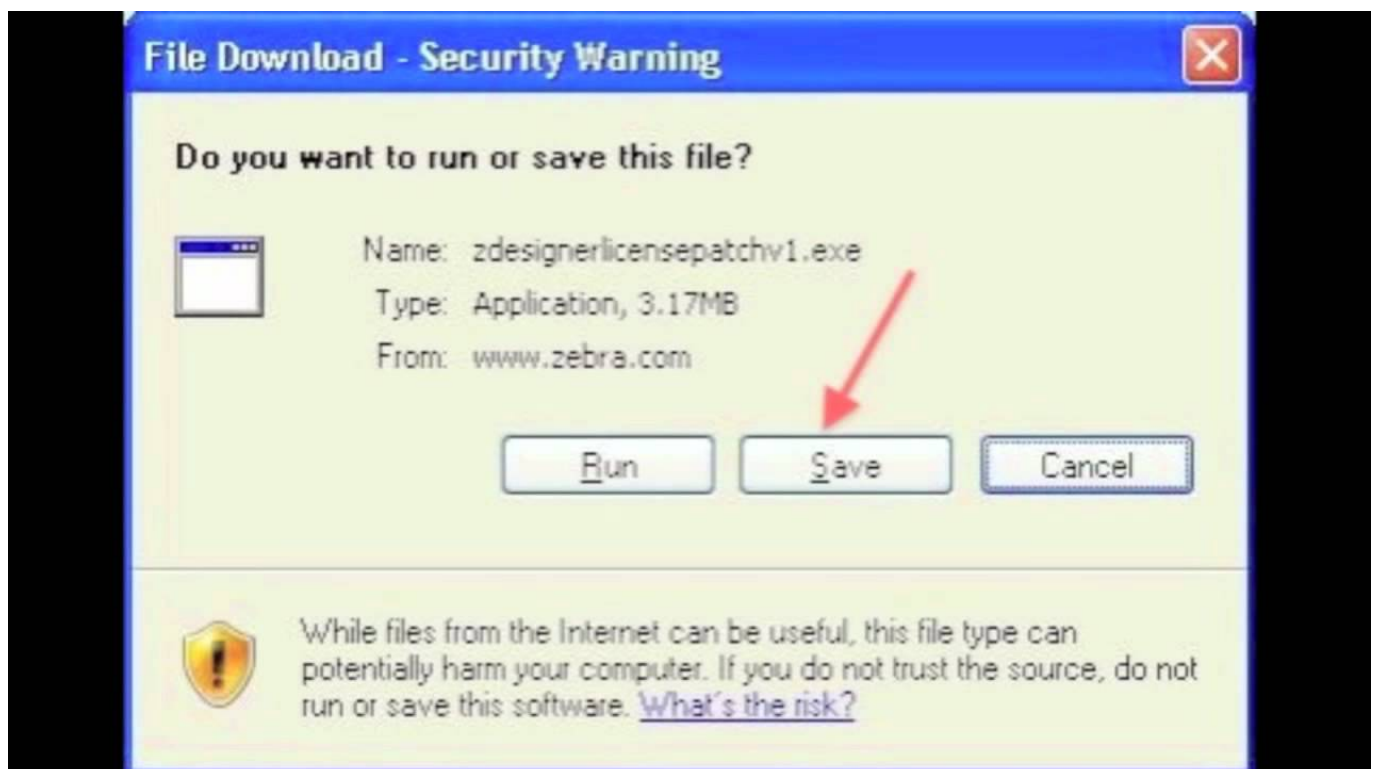 File Download - Security Warning
Do you want to run or save this file?
Name: zdesignerlicensepatchv1.exe
Type: Application, 3.17MB
From: www.zebra.com
Run Save Cancel
While files from the Internet can be useful, this file type can
potentially harm your computer. If you do not trust the source, do not
run or save this software. What's the risk?